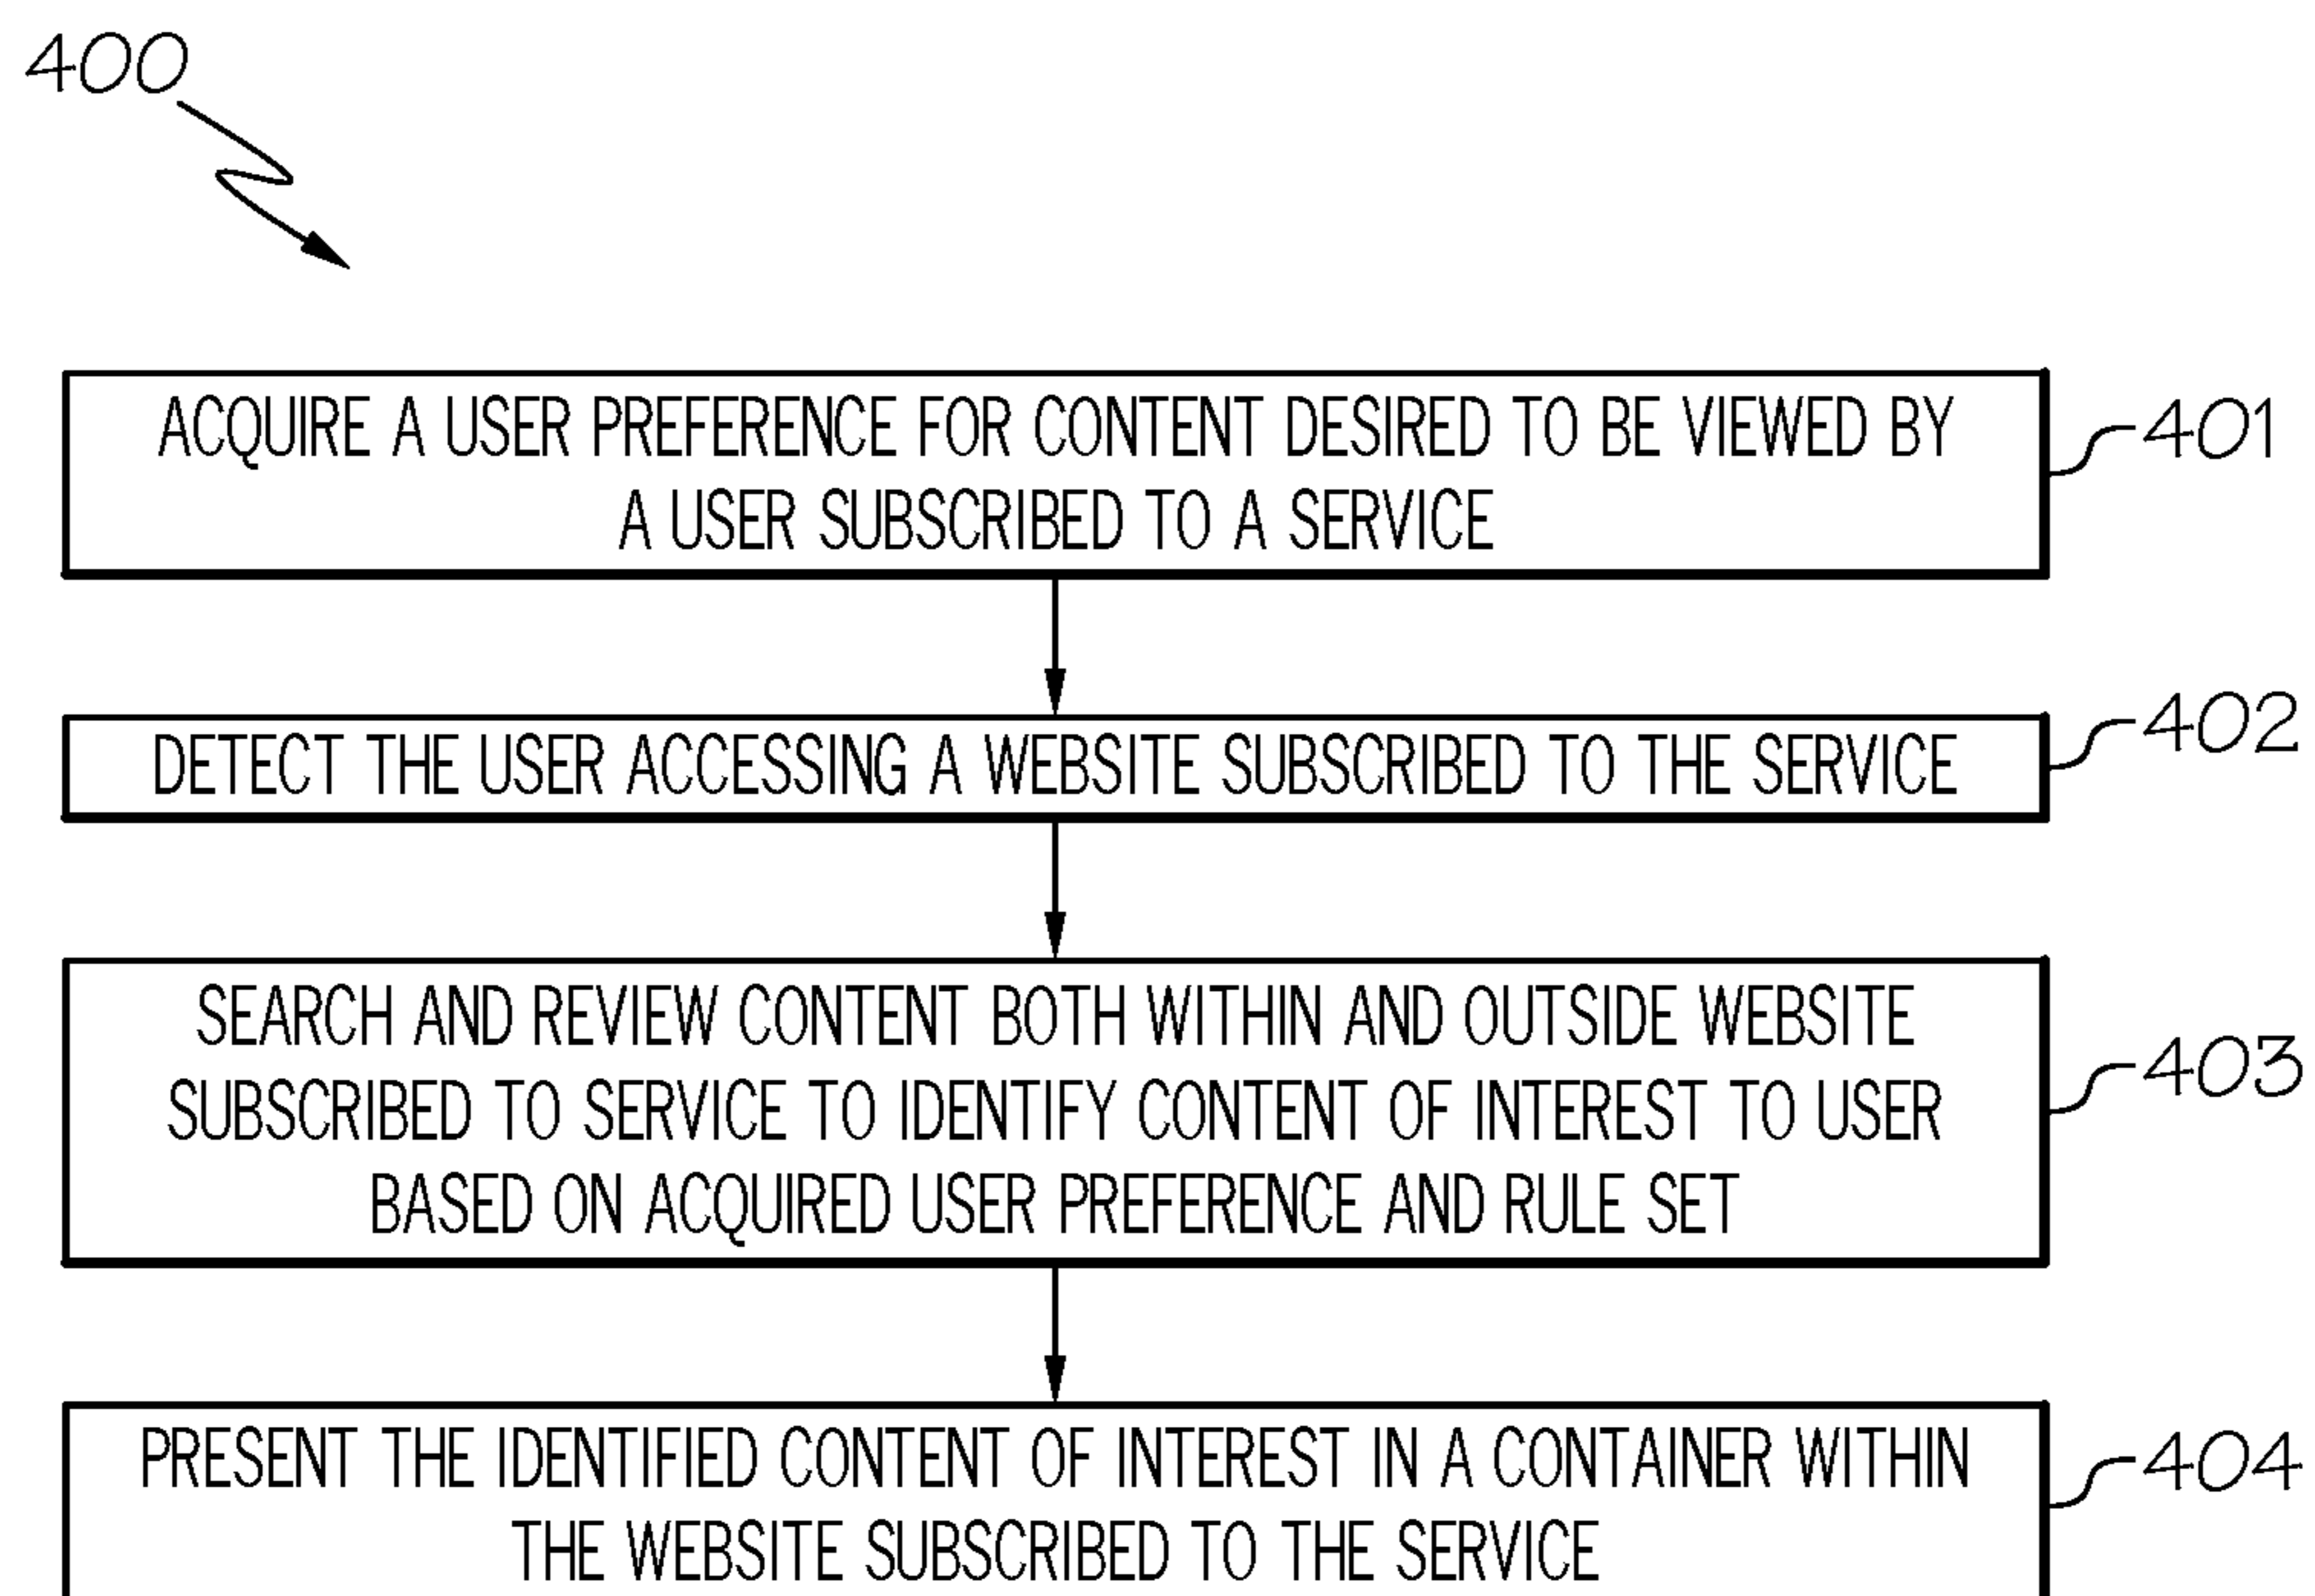 400
ACQUIRE A USER PREFERENCE FOR CONTENT DESIRED TO BE VIEWED BY
A USER SUBSCRIBED TO A SERVICE
401
DETECT THE USER ACCESSING A WEBSITE SUBSCRIBED TO THE SERVICE
402
SEARCH AND REVIEW CONTENT BOTH WITHIN AND OUTSIDE WEBSITE
SUBSCRIBED TO SERVICE TO IDENTIFY CONTENT OF INTEREST TO USER
BASED ON ACQUIRED USER PREFERENCE AND RULE SET
403
PRESENT THE IDENTIFIED CONTENT OF INTEREST IN A CONTAINER WITHIN
THE WEBSITE SUBSCRIBED TO THE SERVICE
404